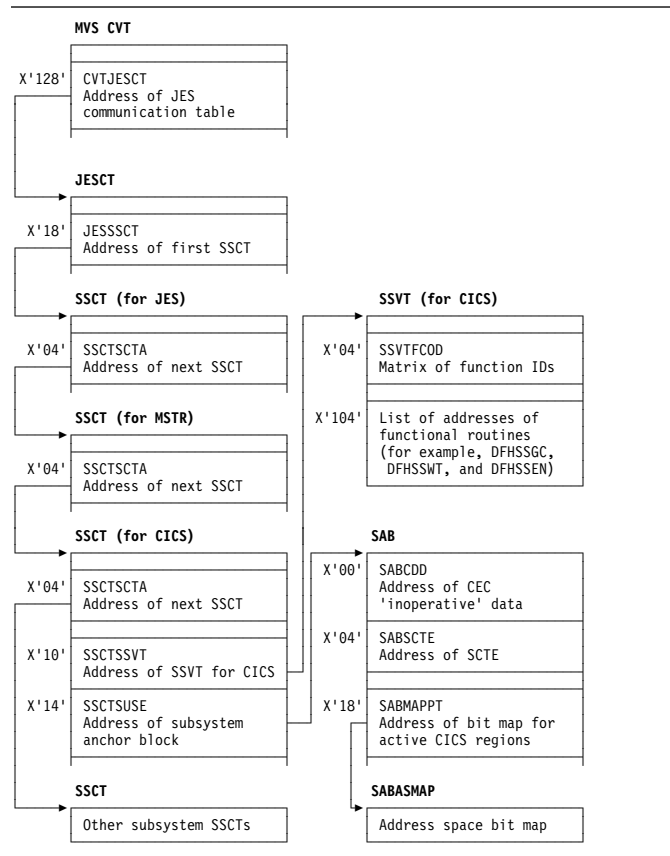 MVS CVT
X'128' CVTJESCT
Address of JES
communication table
JESCT
X'18' JESSSCT
Address of first SSCT
SSCT (for JES)
X'04' SSCTSCTA
Address of next SSCT
SSCT (for MSTR)
X'04' SSCTSCTA
Address of next SSCT
SSCT (for CICS)
X'04' SSCTSCTA
Address of next SSCT
X'10' SSCTSSVT
Address of SSVT for CICS
X'14' SSCTSUSE
Address of subsystem
anchor block
SSCT
Other subsystem SSCTs
SSVT (for CICS)
X'04' SSVTFCOD
Matrix of function IDs
X'104' List of addresses of
functional routines
(for example, DFHSSGC,
DFHSSWT, and DFHSSEN)
SAB
X'00' SABCDD
Address of CEC
'inoperative' data
X'04' SABSCTE
Address of SCTE
X'18' SABMAPPT
Address of bit map for
active CICS regions
SABASMAP
Address space bit map